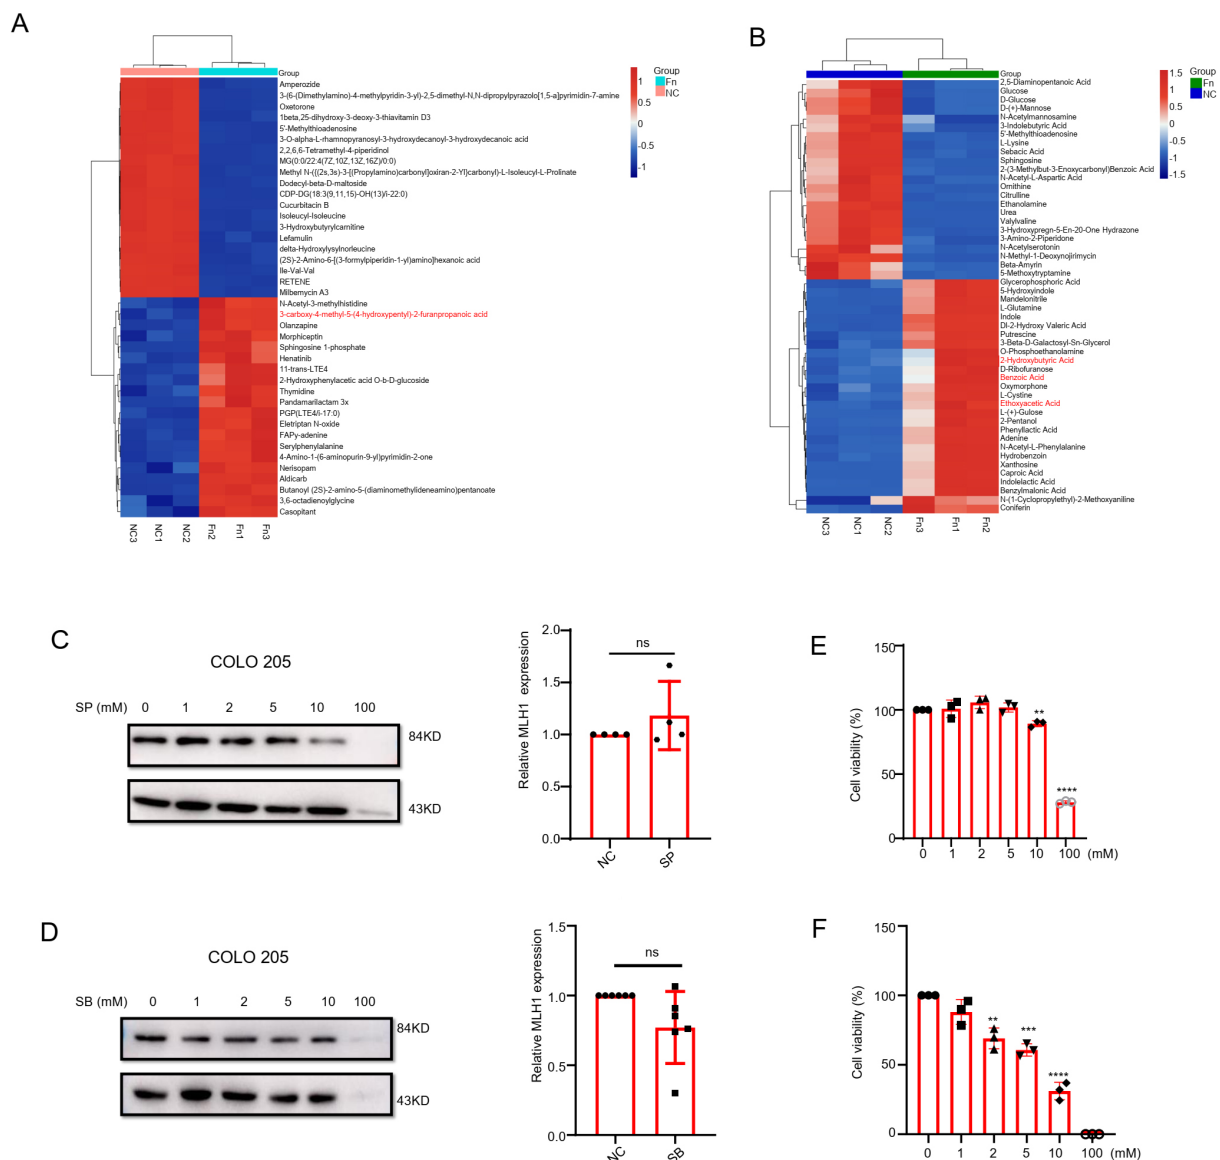 A
Group
Amperozide
3-(6-(Dimethylamino)-4-methylpyridin-3-yl)-2,5-dimethyl-N,N-dipropylpyrazolo[1,5-a]pyrimidin-7-amine
Oxetorone
1beta,25-dihydroxy-3-deoxy-3-thiavitamin D3
5'-Methylthioadenosine
3-O-alpha-L-rhamnopyranosyl-3-hydroxydecanoyl-3-hydroxydecanoic acid
2,2,6,6-Tetramethyl-4-piperidinol
MG(0:0/22:4(7Z,10Z,13Z,16Z)/0:0)
Methyl N-({(2s,3s)-3-[(Propylamino)carbonyl]oxiran-2-Yl}carbonyl)-L-Isoleucyl-L-Prolinate
Dodecyl-beta-D-maltoside
CDP-DG(18:3(9,11,15)-OH(13)/i-22:0)
Cucurbitacin B
Isoleucyl-Isoleucine
3-Hydroxybutyrylcarnitine
Lefamulin
delta-Hydroxylysylnorleucine
(2S)-2-Amino-6-[(3-formylpiperidin-1-yl)amino]hexanoic acid
Ile-Val-Val
RETENE
Milbemycin A3
N-Acetyl-3-methylhistidine
3-carboxy-4-methyl-5-(4-hydroxypentyl)-2-furanpropanoic acid
Olanzapine
Morphiceptin
Sphingosine 1-phosphate
Henatinib
11-trans-LTE4
2-Hydroxyphenylacetic acid O-b-D-glucoside
Thymidine
Pandamarilactam 3x
PGP(LTE4/i-17:0)
Eletriptan N-oxide
FAPy-adenine
Serylphenylalanine
4-Amino-1-(6-aminopurin-9-yl)pyrimidin-2-one
Nerisopam
Aldicarb
Butanoyl (2S)-2-amino-5-(diaminomethylideneamino)pentanoate
3,6-octadienoylglycine
Casopitant
NC3 NC1 NC2 Fn2 Fn1 Fn3
1
0.5
0
-0.5
-1
Group
Fn
NC
B
Group
2,5-Diaminopentanoic Acid
Glucose
D-Glucose
D-(+)-Mannose
N-Acetylmannosamine
3-Indolebutyric Acid
5'-Methylthioadenosine
L-Lysine
Sebacic Acid
Sphingosine
2-(3-Methylbut-3-Enoxycarbonyl)Benzoic Acid
N-Acetyl-L-Aspartic Acid
Ornithine
Citrulline
Ethanolamine
Urea
Valylvaline
3-Hydroxypregn-5-En-20-One Hydrazone
3-Amino-2-Piperidone
N-Acetylserotonin
N-Methyl-1-Deoxynojirimycin
Beta-Amyrin
5-Methoxytryptamine
Glycerophosphoric Acid
5-Hydroxyindole
Mandelonitrile
L-Glutamine
Indole
Dl-2-Hydroxy Valeric Acid
Putrescine
3-Beta-D-Galactosyl-Sn-Glycerol
O-Phosphoethanolamine
2-Hydroxybutyric Acid
D-Ribofuranose
Benzoic Acid
Oxymorphone
L-Cystine
Ethoxyacetic Acid
L-(+)-Gulose
2-Pentanol
Phenyllactic Acid
Adenine
N-Acetyl-L-Phenylalanine
Hydrobenzoin
Xanthosine
Caproic Acid
Indolelactic Acid
Benzylmalonic Acid
N-(1-Cyclopropylethyl)-2-Methoxyaniline
Coniferin
NC3 NC1 NC2 Fn3 Fn1 Fn2
1.5
1
0.5
0
-0.5
-1
-1.5
Group
Fn
NC
C
COLO 205
SP (mM) 0 1 2 5 10 100
84KD
43KD
Relative MLH1 expression
2.0
1.5
1.0
0.5
0.0
ns
NC SP
E
Cell viability (%)
150
100
50
0
**
****
0 1 2 5 10 100 (mM)
D
COLO 205
SB (mM) 0 1 2 5 10 100
84KD
43KD
Relative MLH1 expression
1.5
1.0
0.5
0.0
ns
NC SB
F
Cell viability (%)
150
100
50
0
**
***
****
0 1 2 5 10 100 (mM)